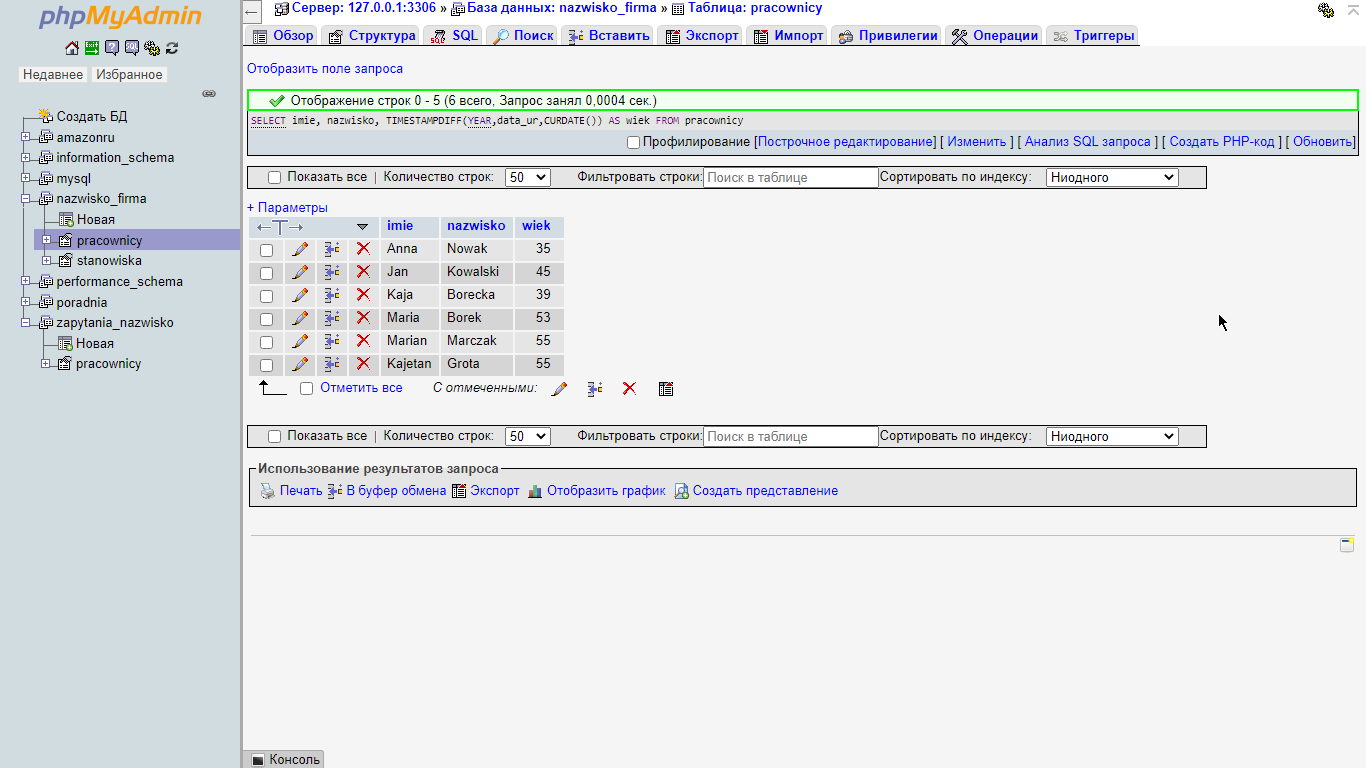 phpMyAdmin
Недавнее Избранное
Создать БД
amazonru
information_schema
mysql
nazwisko_firma
Новая
pracownicy
stanowiska
performance_schema
poradnia
zapytania_nazwisko
Новая
pracownicy
Сервер: 127.0.0.1:3306 » База данных: nazwisko_firma » Таблица: pracownicy
Обзор Структура SQL Поиск Вставить Экспорт Импорт Привилегии Операции Триггеры
Отобразить поле запроса
Отображение строк 0 - 5 (6 всего, Запрос занял 0,0004 сек.)
SELECT imie, nazwisko, TIMESTAMPDIFF(YEAR,data_ur,CURDATE()) AS wiek FROM pracownicy
Профилирование [Построчное редактирование] [ Изменить ] [ Анализ SQL запроса ] [ Создать PHP-код ] [ Обновить]
Показать все | Количество строк: 50 Фильтровать строки: Поиск в таблице Сортировать по индексу: Ниодного
+ Параметры
←T→ imie nazwisko wiek
Anna Nowak 35
Jan Kowalski 45
Kaja Borecka 39
Maria Borek 53
Marian Marczak 55
Kajetan Grota 55
Отметить все С отмеченными:
Показать все | Количество строк: 50 Фильтровать строки: Поиск в таблице Сортировать по индексу: Ниодного
Использование результатов запроса
Печать В буфер обмена Экспорт Отобразить график Создать представление
Консоль